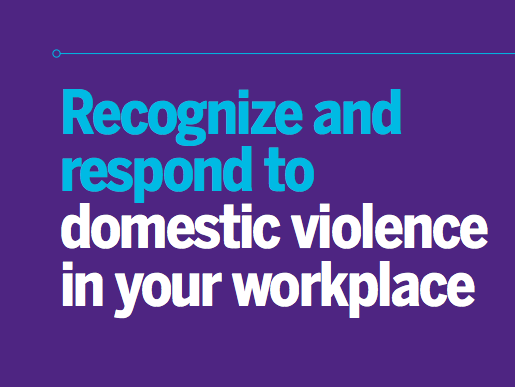 Recognize and
respond to
domestic violence
in your workplace